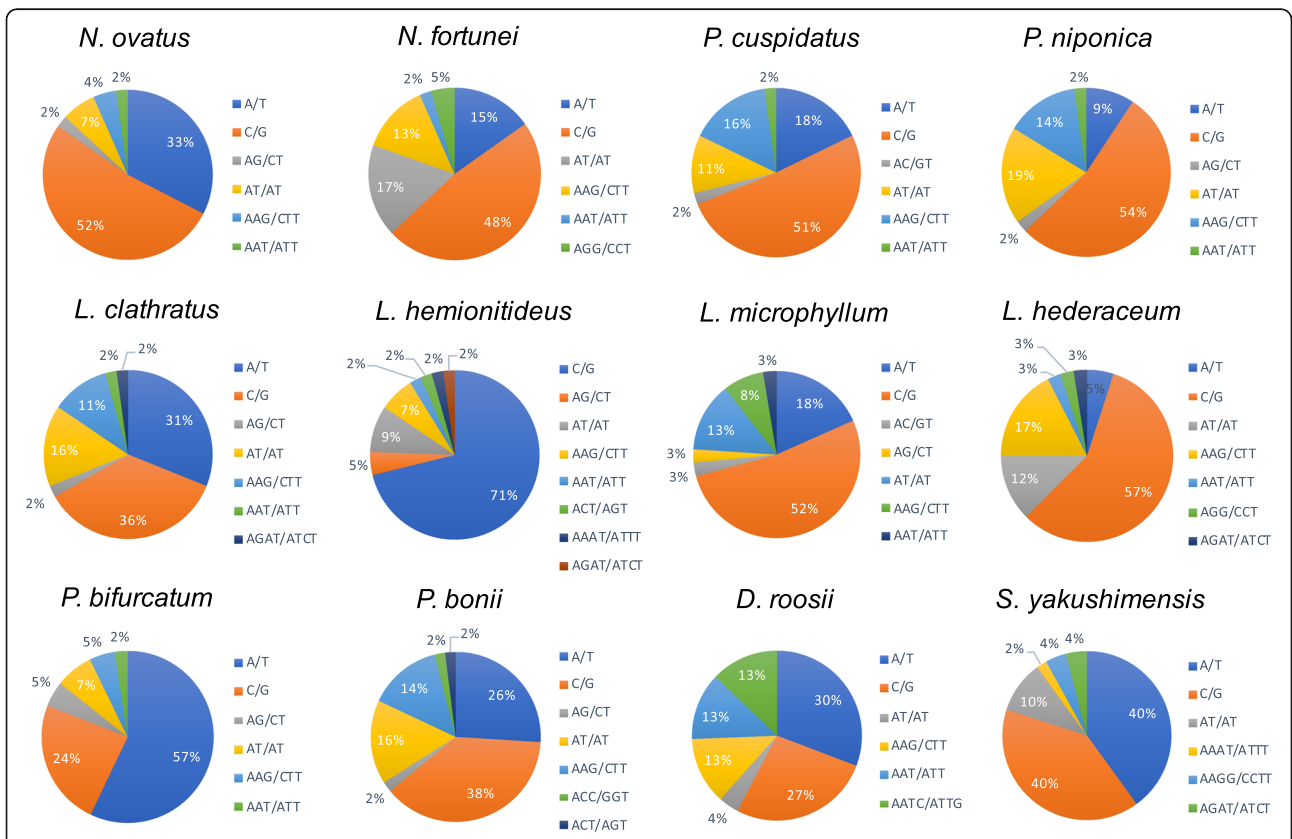 N. ovatus
2%
4%
2%
7%
33%
52%
A/T
C/G
AG/CT
AT/AT
AAG/CTT
AAT/ATT
N. fortunei
2%
5%
13%
15%
17%
48%
A/T
C/G
AT/AT
AAG/CTT
AAT/ATT
AGG/CCT
P. cuspidatus
2%
16%
18%
11%
2%
51%
A/T
C/G
AC/GT
AT/AT
AAG/CTT
AAT/ATT
P. niponica
2%
9%
14%
19%
2%
54%
A/T
C/G
AG/CT
AT/AT
AAG/CTT
AAT/ATT
L. clathratus
2%
2%
11%
31%
16%
2%
36%
A/T
C/G
AG/CT
AT/AT
AAG/CTT
AAT/ATT
AGAT/ATCT
L. hemionitideus
2%
2%
2%
2%
7%
9%
5%
71%
C/G
AG/CT
AT/AT
AAG/CTT
AAT/ATT
ACT/AGT
AAAT/ATTT
AGAT/ATCT
L. microphyllum
3%
8%
18%
13%
3%
3%
52%
A/T
C/G
AC/GT
AG/CT
AT/AT
AAG/CTT
AAT/ATT
L. hederaceum
3%
3%
3%
5%
17%
12%
57%
A/T
C/G
AT/AT
AAG/CTT
AAT/ATT
AGG/CCT
AGAT/ATCT
P. bifurcatum
5%
2%
5%
7%
24%
57%
A/T
C/G
AG/CT
AT/AT
AAG/CTT
AAT/ATT
P. bonii
2%
2%
14%
26%
16%
2%
38%
A/T
C/G
AG/CT
AT/AT
AAG/CTT
ACC/GGT
ACT/AGT
D. roosii
13%
30%
13%
13%
4%
27%
A/T
C/G
AT/AT
AAG/CTT
AAT/ATT
AATC/ATTG
S. yakushimensis
2%
4%
4%
10%
40%
40%
A/T
C/G
AT/AT
AAAT/ATTT
AAGG/CCTT
AGAT/ATCT